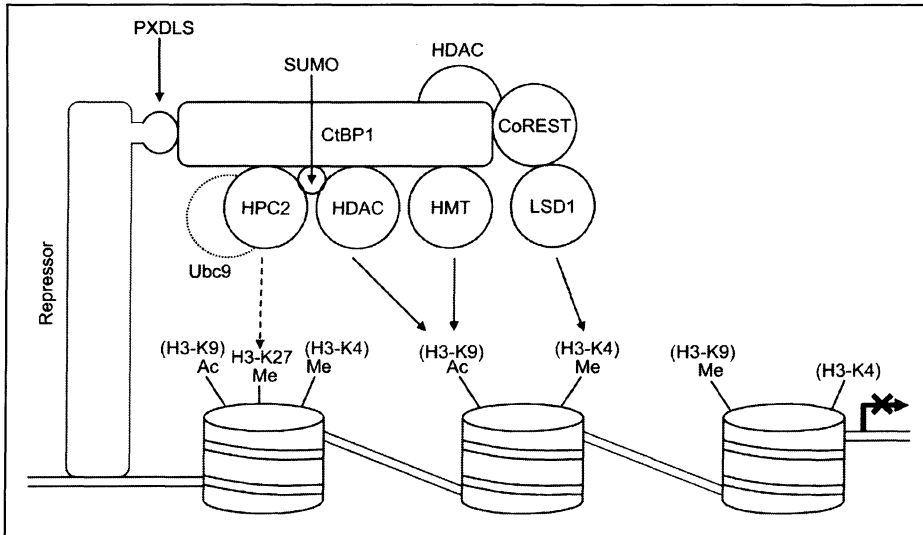 PXDLS
SUMO
HDAC
CoREST
CtBP1
HPC2
HDAC
HMT
LSD1
Ubc9
Repressor
(H3-K9)
Ac
H3-K27
Me
(H3-K4)
Me
(H3-K9)
Ac
(H3-K4)
Me
(H3-K9)
Me
(H3-K4)